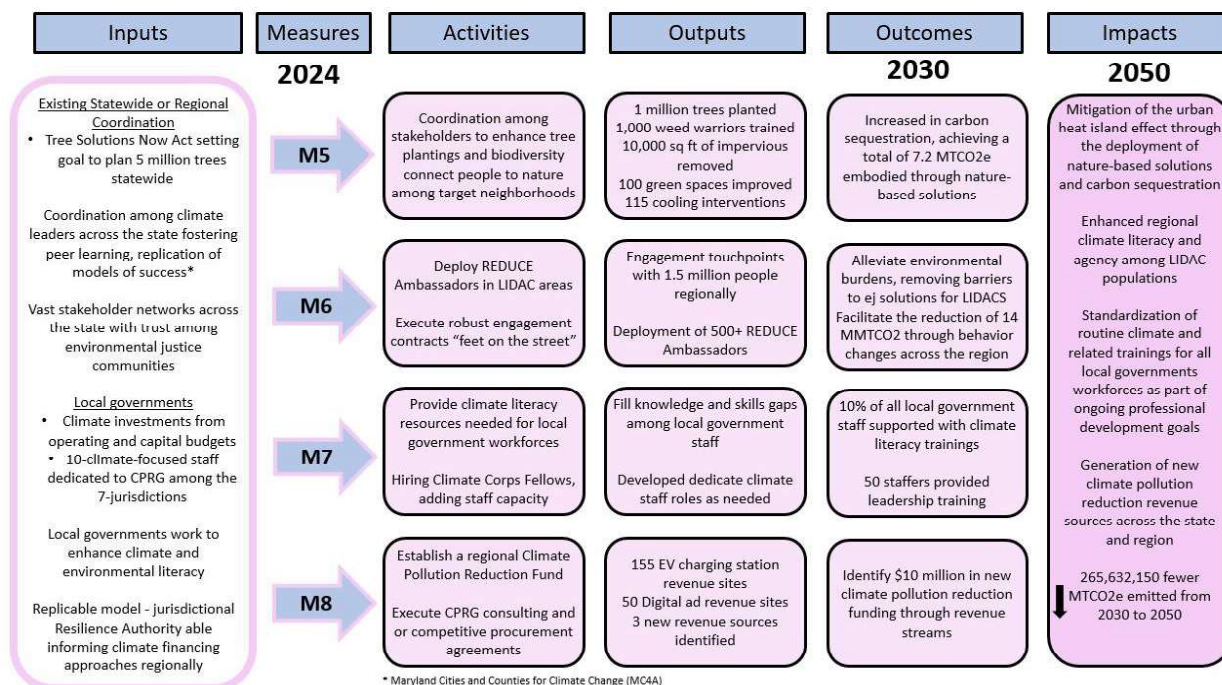 Inputs
Measures
Activities
Outputs
Outcomes
Impacts
2024
2030
2050
Existing Statewide or Regional
Coordination
• Tree Solutions Now Act setting
goal to plan 5 million trees
statewide
Coordination among climate
leaders across the state fostering
peer learning, replication of
models of success*
Vast stakeholder networks across
the state with trust among
environmental justice
communities
Local governments
• Climate investments from
operating and capital budgets
• 10-climate-focused staff
dedicated to CPRG among the
7-jurisdictions
Local governments work to
enhance climate and
environmental literacy
Replicable model - jurisdictional
Resilience Authority able
informing climate financing
approaches regionally
M5
Coordination among
stakeholders to enhance tree
plantings and biodiversity
connect people to nature
among target neighborhoods
1 million trees planted
1,000 weed warriors trained
10,000 sq ft of impervious
removed
100 green spaces improved
115 cooling interventions
Increased in carbon
sequestration, achieving a
total of 7.2 MTCO2e
embodied through nature-
based solutions
M6
Deploy REDUCE
Ambassadors in LIDAC areas
Execute robust engagement
contracts “feet on the street”
Engagement touchpoints
with 1.5 million people
regionally
Deployment of 500+ REDUCE
Ambassadors
Alleviate environmental
burdens, removing barriers
to ej solutions for LIDACS
Facilitate the reduction of 14
MMTCO2 through behavior
changes across the region
M7
Provide climate literacy
resources needed for local
government workforces
Hiring Climate Corps Fellows,
adding staff capacity
Fill knowledge and skills gaps
among local government
staff
Developed dedicate climate
staff roles as needed
10% of all local government
staff supported with climate
literacy trainings
50 staffers provided
leadership training
M8
Establish a regional Climate
Pollution Reduction Fund
Execute CPRG consulting and
or competitive procurement
agreements
155 EV charging station
revenue sites
50 Digital ad revenue sites
3 new revenue sources
identified
Identify $10 million in new
climate pollution reduction
funding through revenue
streams
Mitigation of the urban
heat island effect through
the deployment of
nature-based solutions
and carbon sequestration
Enhanced regional
climate literacy and
agency among LIDAC
populations
Standardization of
routine climate and
related trainings for all
local governments
workforces as part of
ongoing professional
development goals
Generation of new
climate pollution
reduction revenue
sources across the state
and region
265,632,150 fewer
MTCO2e emitted from
2030 to 2050
* Maryland Cities and Counties for Climate Change (MC4A)